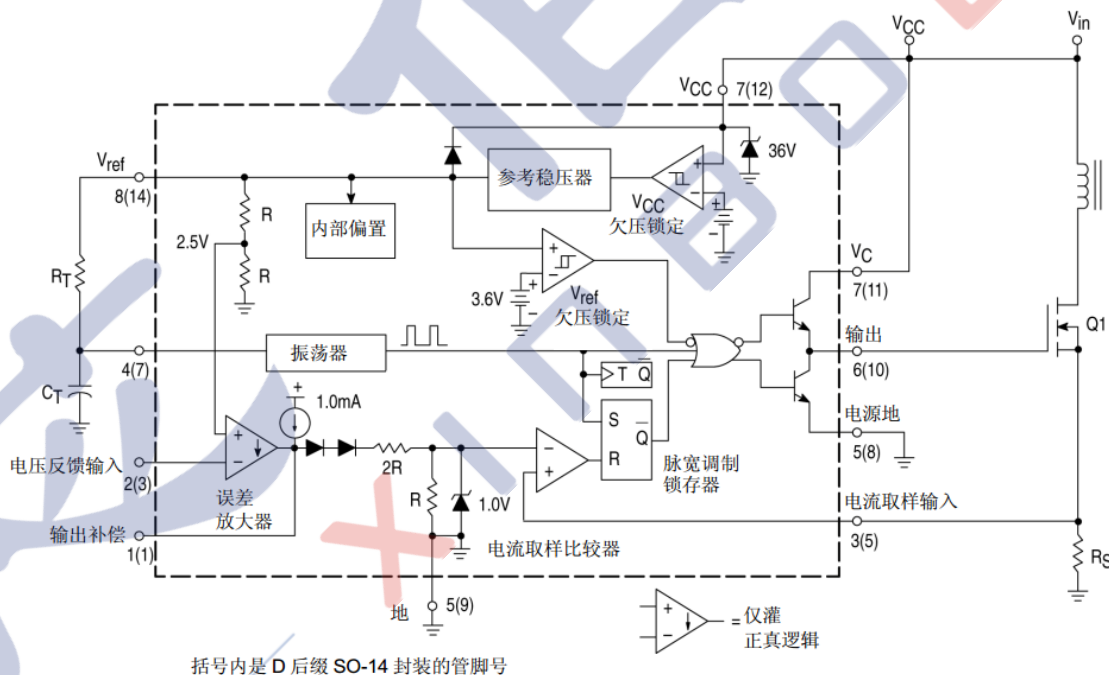 VCC
Vin
VCC 7(12)
36V
Vref
8(14)
参考稳压器
R
内部偏置
VCC
欠压锁定
2.5V
R
RT
3.6V
Vref
欠压锁定
VC
7(11)
Q1
输出
6(10)
振荡器
4(7)
CT
T Q
1.0mA
S Q
R
脉宽调制
锁存器
电源地
5(8)
电压反馈输入
2(3)
误差
放大器
2R
R
1.0V
电流取样比较器
电流取样输入
3(5)
RS
输出补偿
1(1)
地
5(9)
= 仅灌
正真逻辑
括号内是 D 后缀 SO-14 封装的管脚号